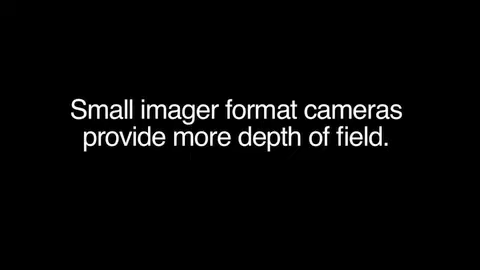 Small imager format cameras
provide more depth of field.